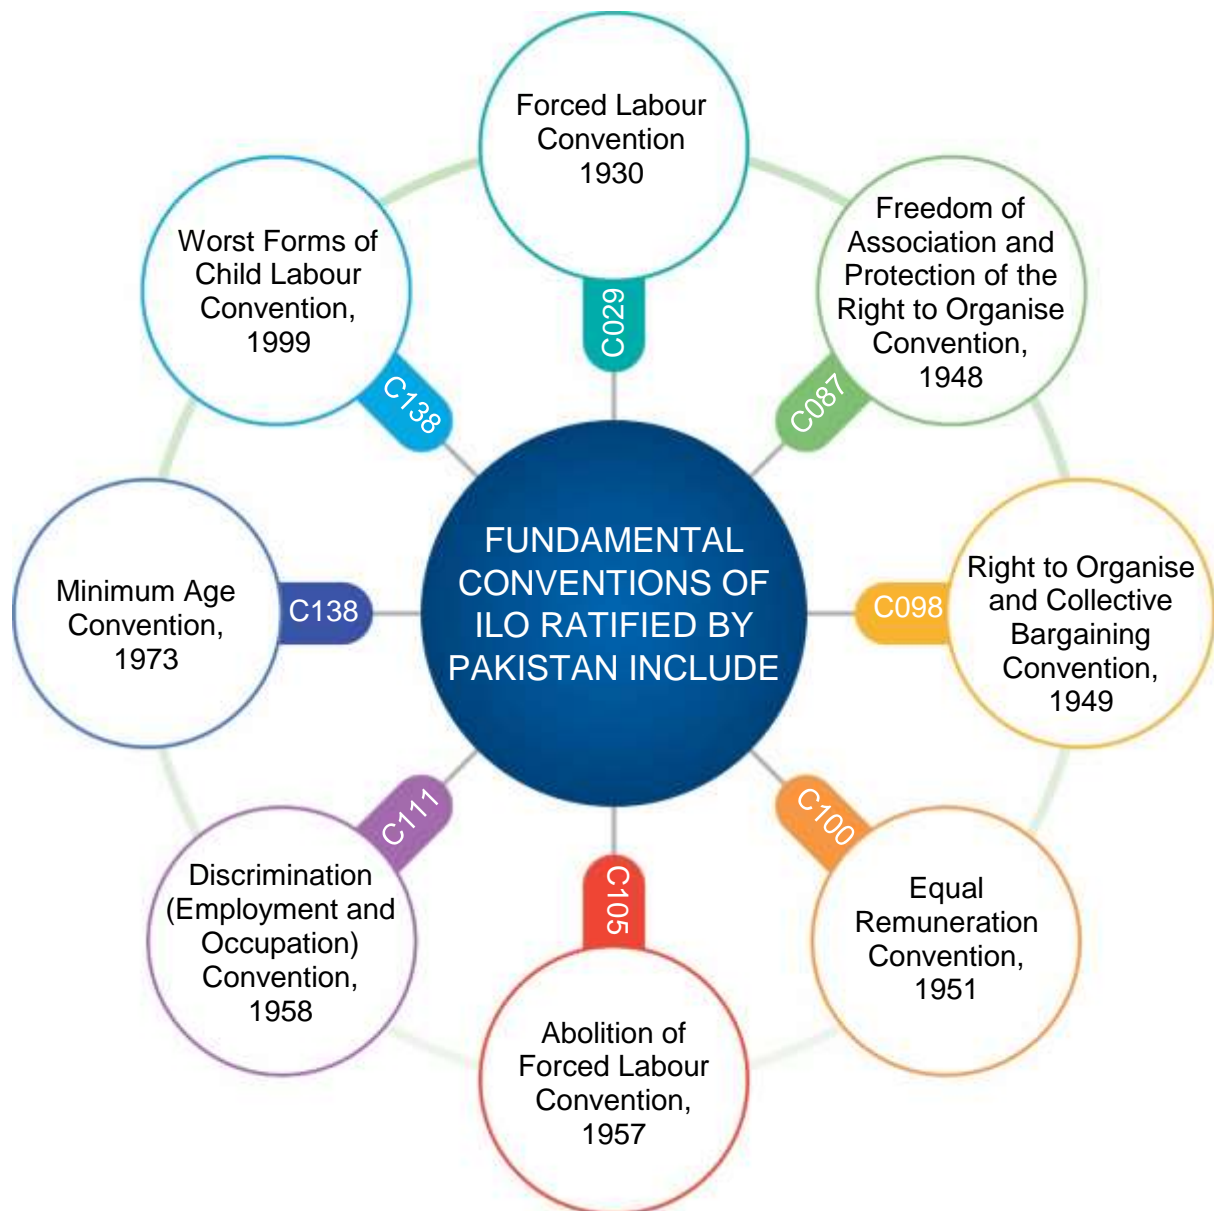 FUNDAMENTAL
CONVENTIONS OF
ILO RATIFIED BY
PAKISTAN INCLUDE
Forced Labour
Convention
1930
C029
Freedom of
Association and
Protection of the
Right to Organise
Convention,
1948
C087
Right to Organise
and Collective
Bargaining
Convention,
1949
C098
Equal
Remuneration
Convention,
1951
C100
Abolition of
Forced Labour
Convention,
1957
C105
Discrimination
(Employment and
Occupation)
Convention,
1958
C111
Minimum Age
Convention,
1973
C138
Worst Forms of
Child Labour
Convention,
1999
C138